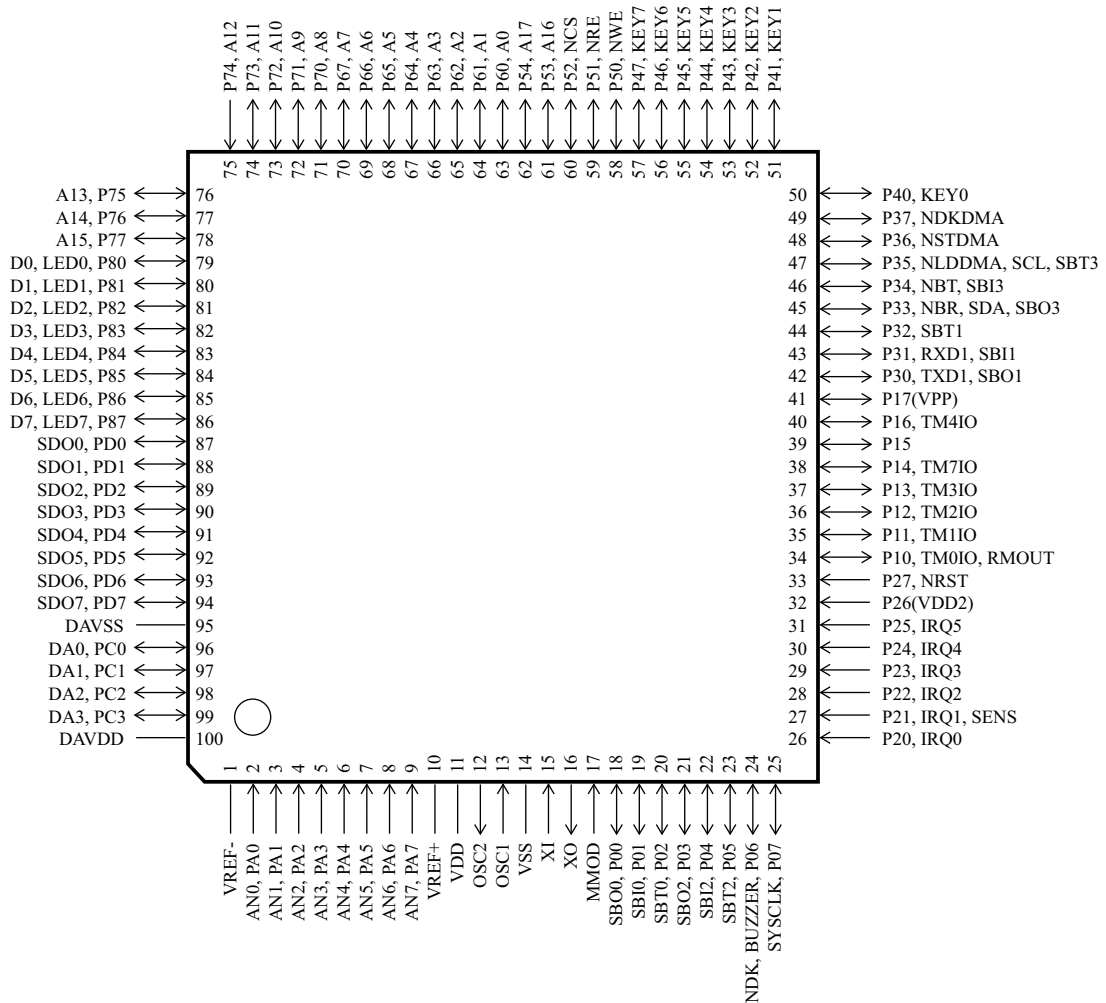 P74, A12
P73, A11
P72, A10
P71, A9
P70, A8
P67, A7
P66, A6
P65, A5
P64, A4
P63, A3
P62, A2
P61, A1
P60, A0
P54, A17
P53, A16
P52, NCS
P51, NRE
P50, NWE
P47, KEY7
P46, KEY6
P45, KEY5
P44, KEY4
P43, KEY3
P42, KEY2
P41, KEY1
75
74
73
72
71
70
69
68
67
66
65
64
63
62
61
60
59
58
57
56
55
54
53
52
51
A13, P75 76
A14, P76 77
A15, P77 78
D0, LED0, P80 79
D1, LED1, P81 80
D2, LED2, P82 81
D3, LED3, P83 82
D4, LED4, P84 83
D5, LED5, P85 84
D6, LED6, P86 85
D7, LED7, P87 86
SDO0, PD0 87
SDO1, PD1 88
SDO2, PD2 89
SDO3, PD3 90
SDO4, PD4 91
SDO5, PD5 92
SDO6, PD6 93
SDO7, PD7 94
DAVSS 95
DA0, PC0 96
DA1, PC1 97
DA2, PC2 98
DA3, PC3 99
DAVDD 100
50 P40, KEY0
49 P37, NDKDMA
48 P36, NSTDMA
47 P35, NLDDMA, SCL, SBT3
46 P34, NBT, SBI3
45 P33, NBR, SDA, SBO3
44 P32, SBT1
43 P31, RXD1, SBI1
42 P30, TXD1, SBO1
41 P17(VPP)
40 P16, TM4IO
39 P15
38 P14, TM7IO
37 P13, TM3IO
36 P12, TM2IO
35 P11, TM1IO
34 P10, TM0IO, RMOUT
33 P27, NRST
32 P26(VDD2)
31 P25, IRQ5
30 P24, IRQ4
29 P23, IRQ3
28 P22, IRQ2
27 P21, IRQ1, SENS
26 P20, IRQ0
1
2
3
4
5
6
7
8
9
10
11
12
13
14
15
16
17
18
19
20
21
22
23
24
25
VREF-
AN0, PA0
AN1, PA1
AN2, PA2
AN3, PA3
AN4, PA4
AN5, PA5
AN6, PA6
AN7, PA7
VREF+
VDD
OSC2
OSC1
VSS
XI
XO
MMOD
SBO0, P00
SBI0, P01
SBT0, P02
SBO2, P03
SBI2, P04
SBT2, P05
NDK, BUZZER, P06
SYSCLK, P07